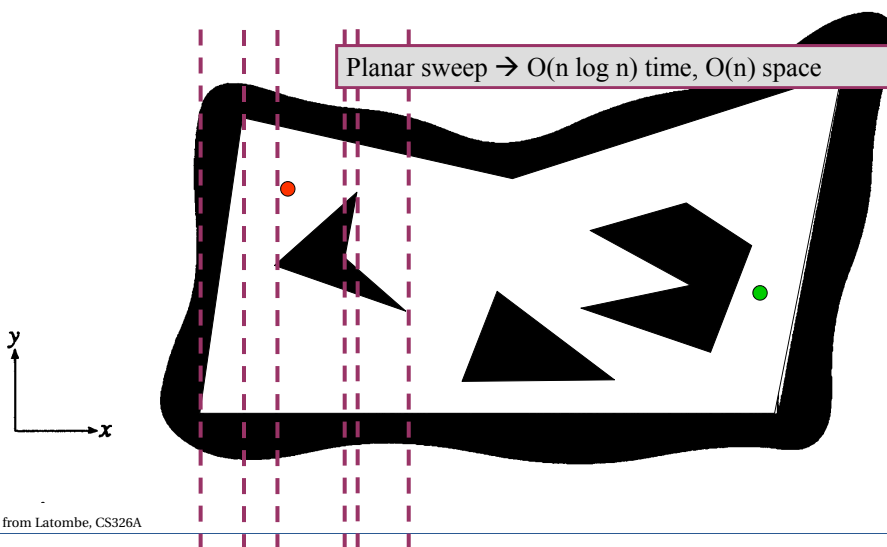 Planar sweep → O(n log n) time, O(n) space
y
x
from Latombe, CS326A